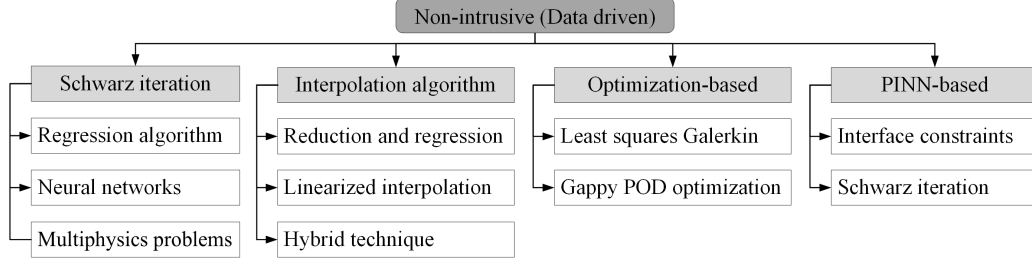 Non-intrusive (Data driven)
Schwarz iteration
Regression algorithm
Neural networks
Multiphysics problems
Interpolation algorithm
Reduction and regression
Linearized interpolation
Hybrid technique
Optimization-based
Least squares Galerkin
Gappy POD optimization
PINN-based
Interface constraints
Schwarz iteration